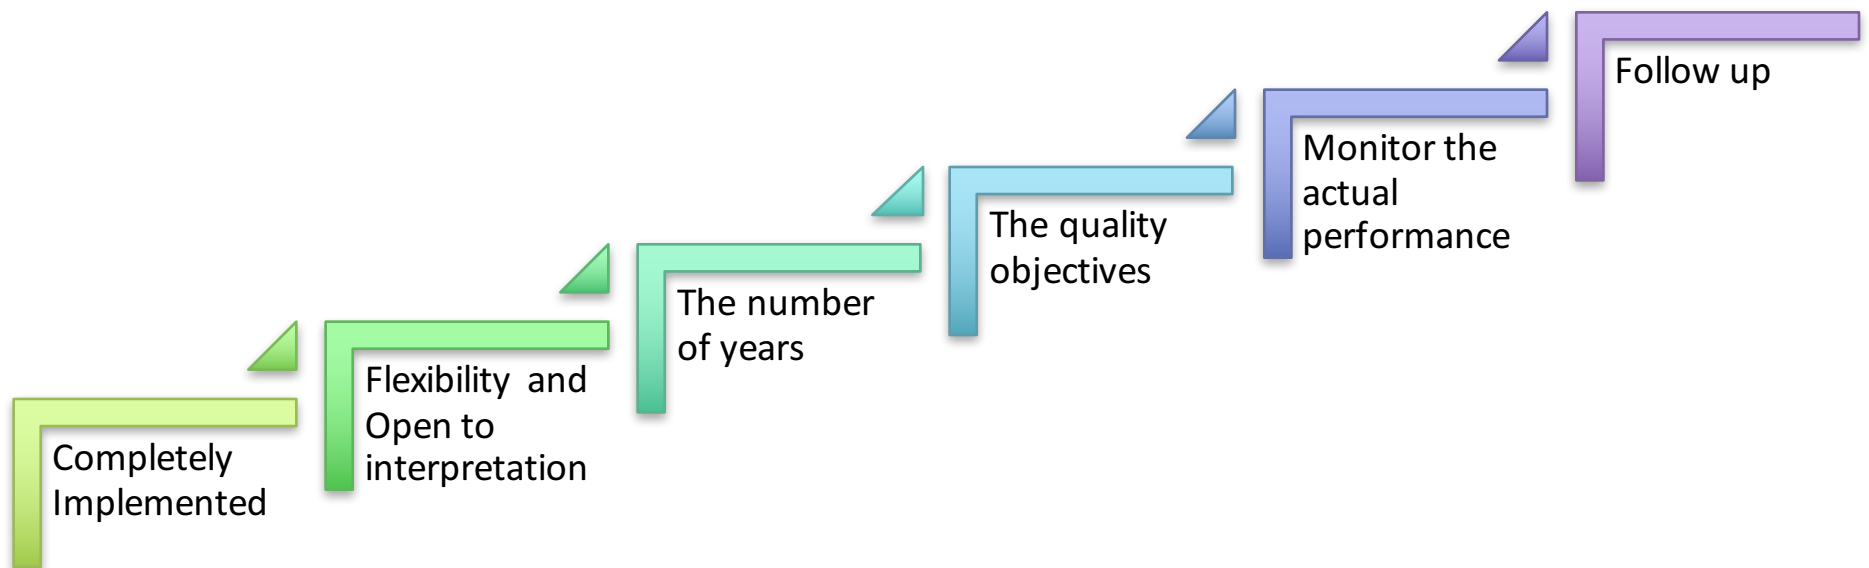 Completely
Implemented
Flexibility and
Open to
interpretation
The number
of years
The quality
objectives
Monitor the
actual
performance
Follow up